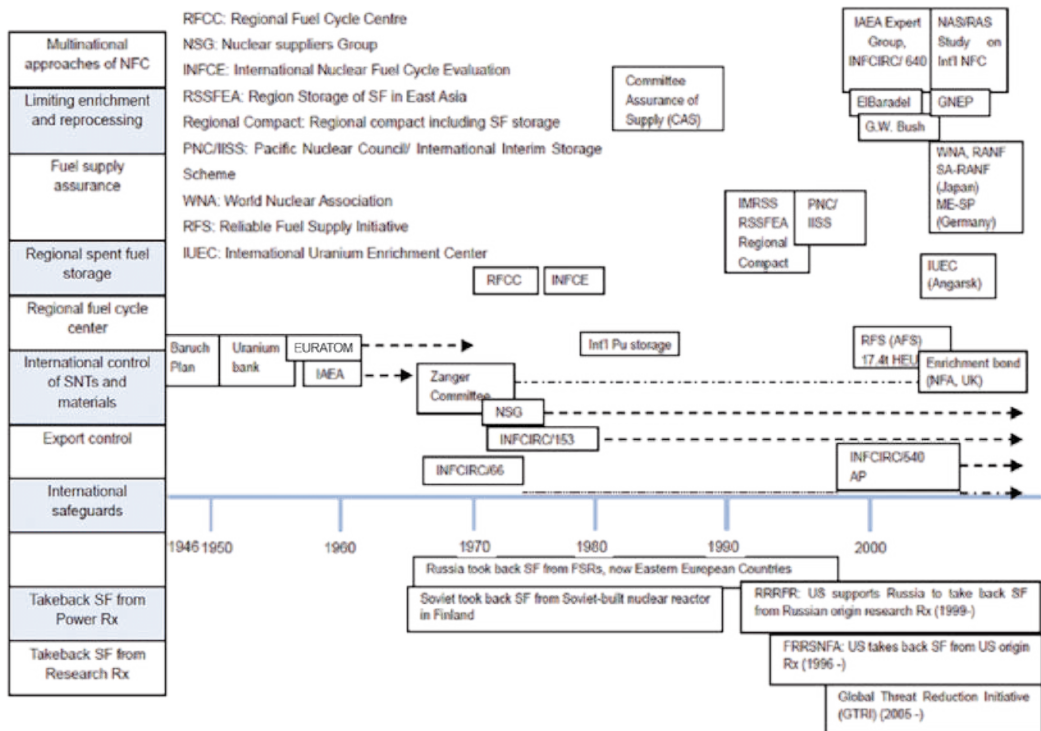 RFCC: Regional Fuel Cycle Centre
NSG: Nuclear suppliers Group
INFCE: International Nuclear Fuel Cycle Evaluation
RSSFEA: Region Storage of SF in East Asia
Regional Compact: Regional compact including SF storage
PNC/IISS: Pacific Nuclear Council/ International Interim Storage
Scheme
WNA: World Nuclear Association
RFS: Reliable Fuel Supply Initiative
IUEC: International Uranium Enrichment Center
Multinational
approaches of NFC
Limiting enrichment
and reprocessing
Fuel supply
assurance
Regional spent fuel
storage
Regional fuel cycle
center
International control
of SNTs and
materials
Export control
International
safeguards
Takeback SF from
Power Rx
Takeback SF from
Research Rx
Committee
Assurance of
Supply (CAS)
IAEA Expert
Group,
INFCIRC/ 640
NAS/RAS
Study on
Int'l NFC
ElBaradel
GNEP
G.W. Bush
WNA, RANF
SA-RANF
(Japan)
ME-SP
(Germany)
IMRSS
RSSFEA
Regional
Compact
PNC/
IISS
IUEC
(Angarsk)
RFCC
INFCE
Baruch
Plan
Uranium
bank
EURATOM
IAEA
Int'l Pu storage
RFS (AFS)
17.4t HEU
Enrichment bond
(NFA, UK)
Zanger
Committee
NSG
INFCIRC/153
INFCIRC/66
INFCIRC/540
AP
1946 1950 1960 1970 1980 1990 2000
Russia took back SF from FSRs, now Eastern European Countries
Soviet took back SF from Soviet-built nuclear reactor
in Finland
RRRFR: US supports Russia to take back SF
from Russian origin research Rx (1999-)
FRRSNFA: US takes back SF from US origin
Rx (1996 -)
Global Threat Reduction Initiative
(GTRI) (2005 -)